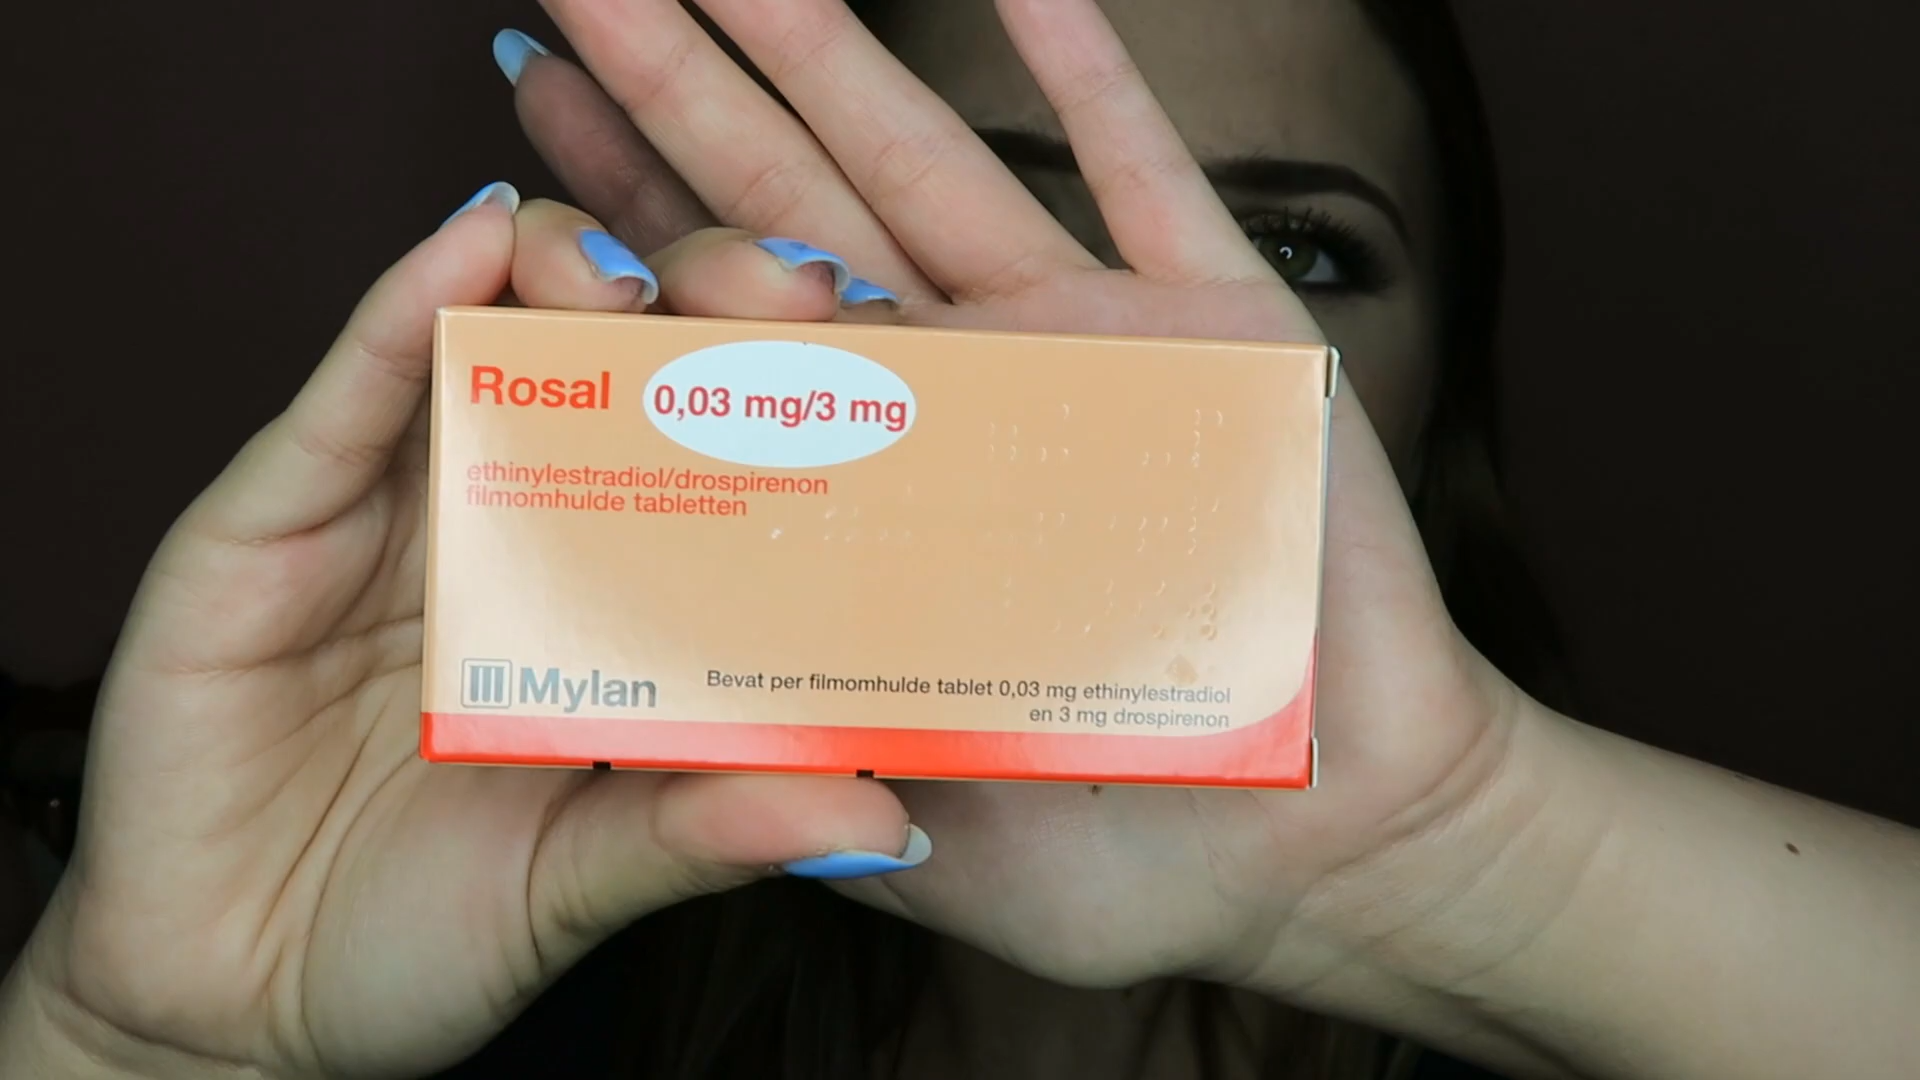 Rosal 0,03 mg/3 mg
ethinylestradiol/drospirenon
filmomhulde tabletten
Mylan
Bevat per filmomhulde tablet 0,03 mg ethinylestradiol
en 3 mg drospirenon